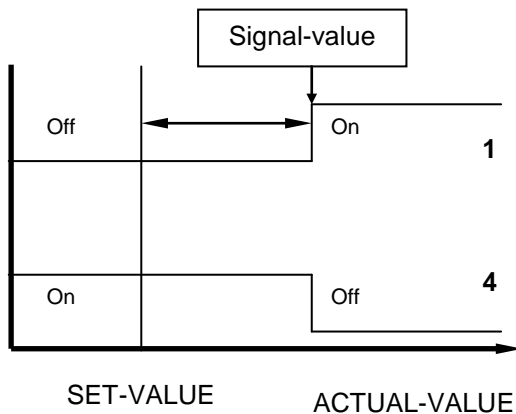 Signal-value
Off
On
1
On
Off
4
SET-VALUE
ACTUAL-VALUE